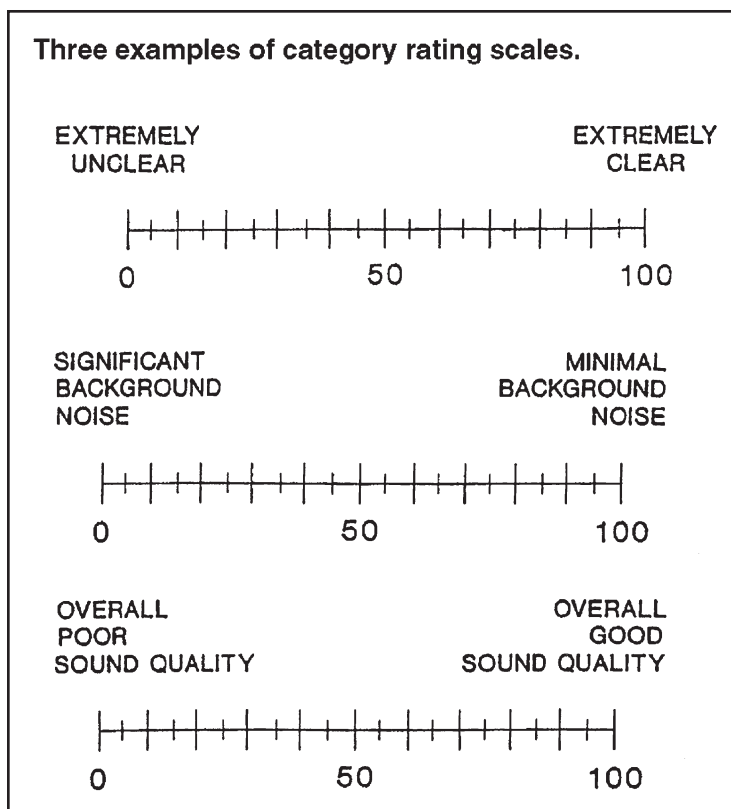 Three examples of category rating scales.
EXTREMELY UNCLEAR
EXTREMELY CLEAR
0 50 100
SIGNIFICANT BACKGROUND NOISE
MINIMAL BACKGROUND NOISE
0 50 100
OVERALL POOR SOUND QUALITY
OVERALL GOOD SOUND QUALITY
0 50 100